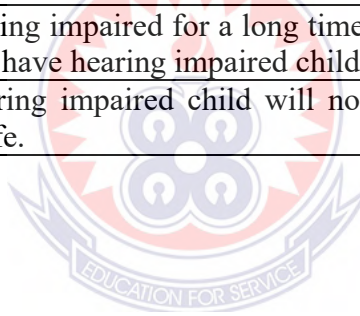 ing impaired for a long time
have hearing impaired child
ring impaired child will no
fe.
EDUCATION FOR SERVICE